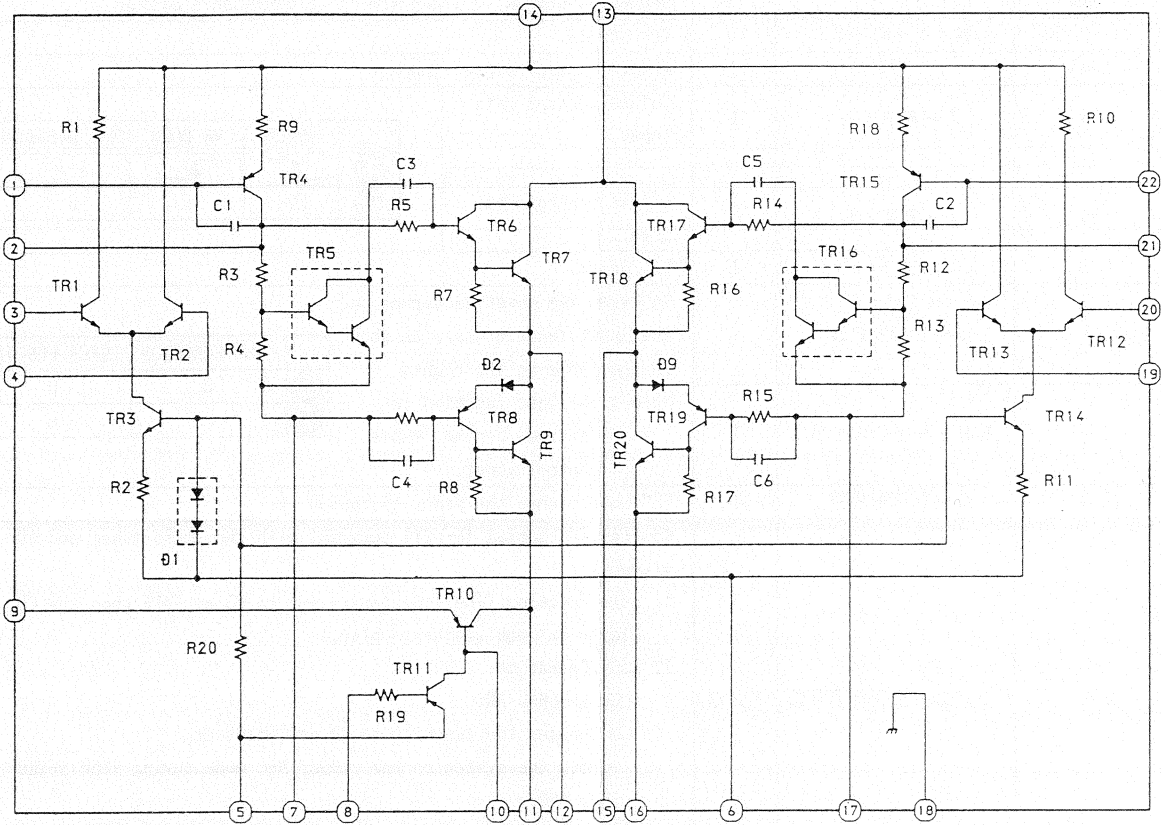 14 13
R1 R9 R18 R10
C3 C5
1 TR4 TR15 22
C1 R5 R14 C2
TR6 TR17
2 TR5 TR16 21
R3 TR7 TR18 R12
TR1 R7 R16
3 R13 20
R4 TR2 TR13 TR12
4 D2 D9 19
TR3 TR8 R15 TR19 TR14
TR9 TR20
R2 C4 R8 R17 C6 R11
D1
9 TR10
R20 TR11
R19
5 7 8 10 11 12 15 16 6 17 18